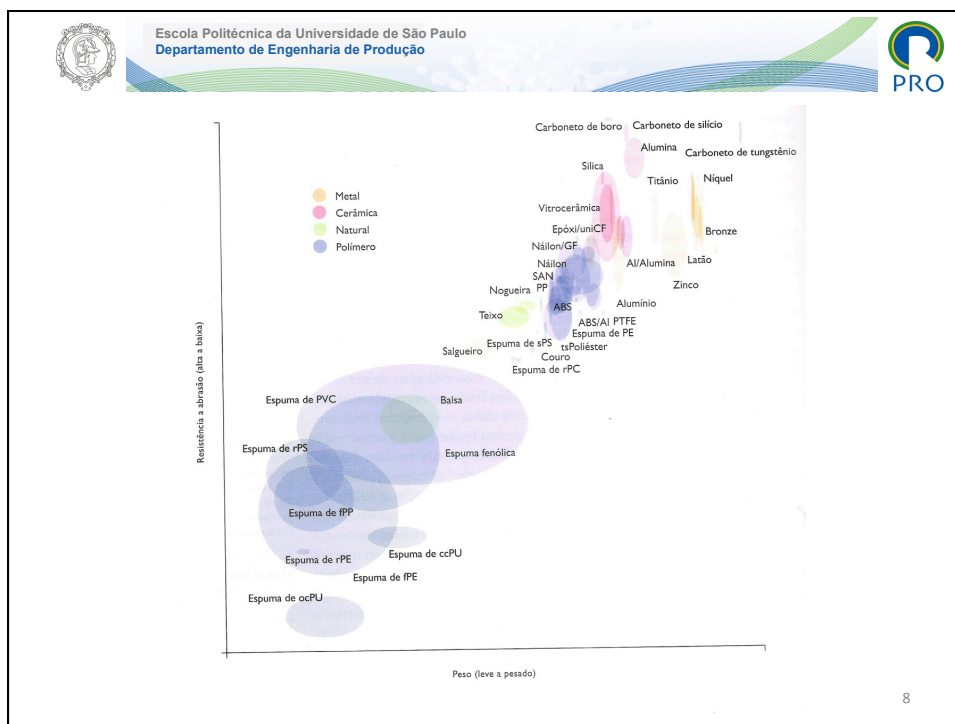 Escola Politécnica da Universidade de São Paulo
Departamento de Engenharia de Produção
PRO
Carboneto de boro
Carboneto de silício
Alumina
Carboneto de tungstênio
Sílica
Titânio
Níquel
Metal
Cerâmica
Natural
Polímero
Vitrocerâmica
Epóxi/uniCF
Bronze
Náilon/GF
Náilon
Al/Alumina
Latão
SAN
Zinco
Nogueira
PP
ABS
Alumínio
Teixo
ABS/Al
PTFE
Espuma de PE
Espuma de sPS
tsPoliéster
Salgueiro
Couro
Espuma de rPC
Resistência a abrasão (alta a baixa)
Espuma de PVC
Balsa
Espuma de rPS
Espuma fenólica
Espuma de fPP
Espuma de rPE
Espuma de ccPU
Espuma de fPE
Espuma de ocPU
Peso (leve a pesado)
8